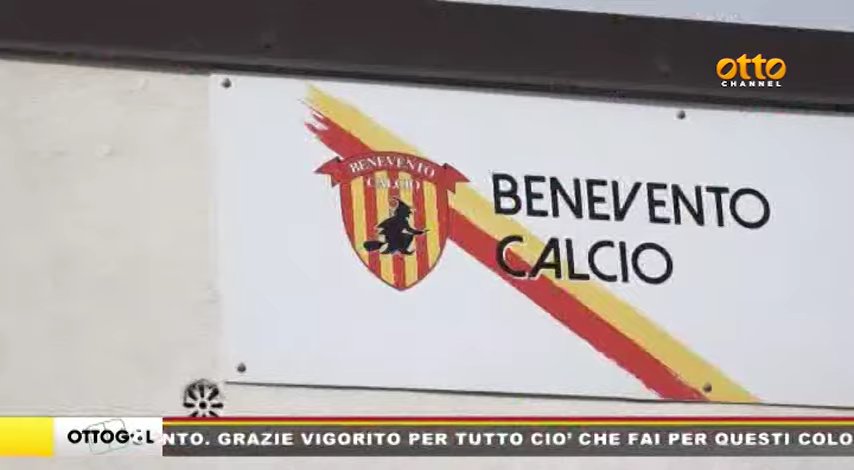 otto
CHANNEL
BENEVENTO
CALCIO
BENEVENTO
CALCIO
OTTOGOL
NTO. GRAZIE VIGORITO PER TUTTO CIO' CHE FAI PER QUESTI COLO